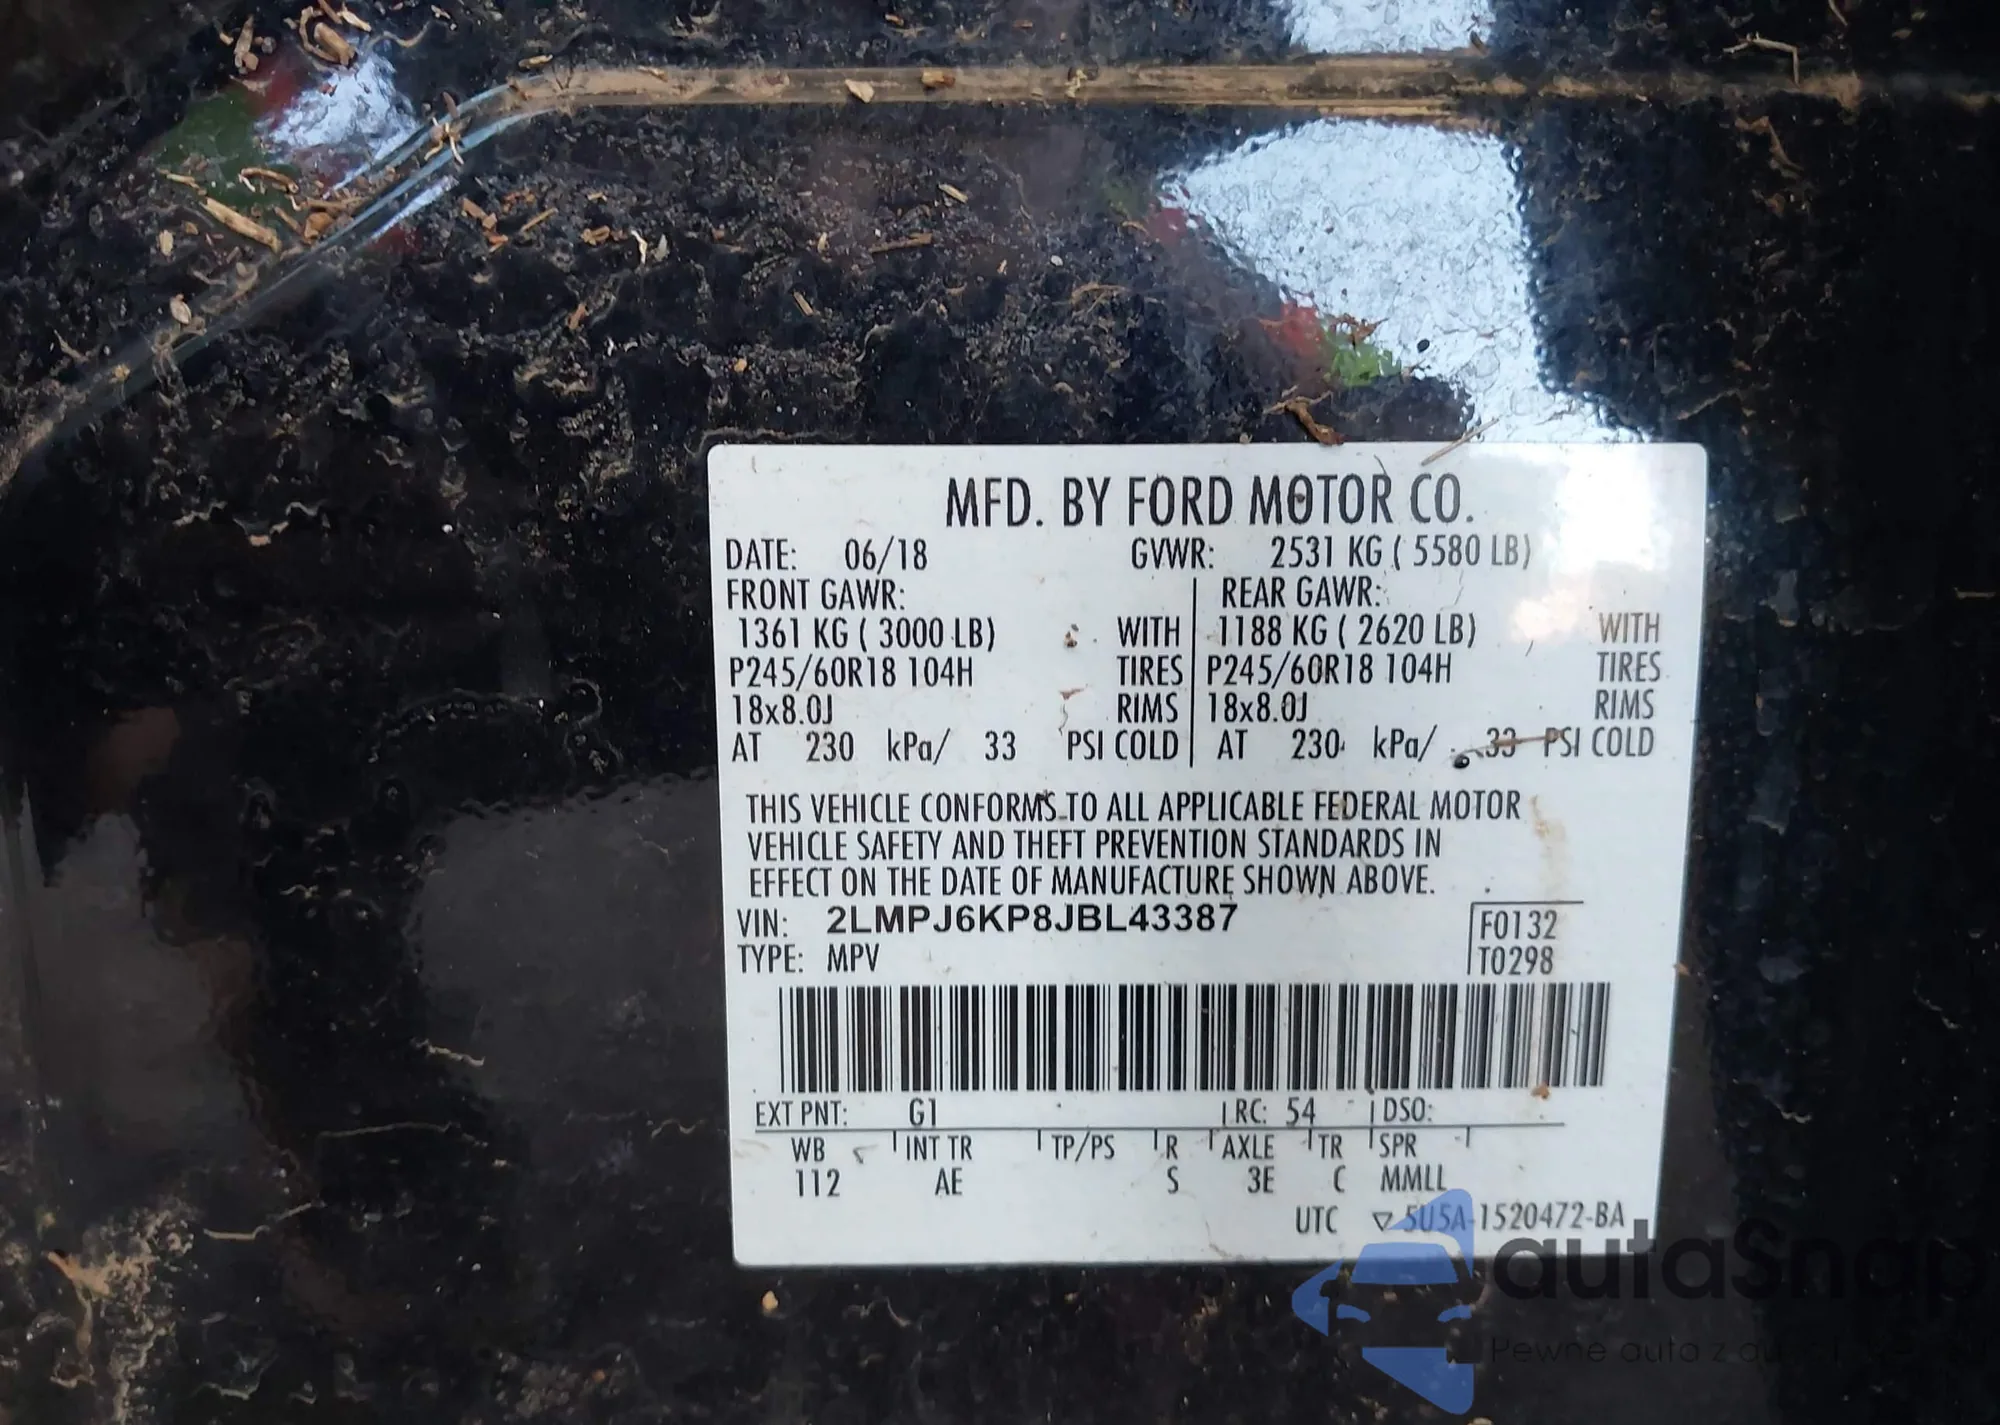 MFD. BY FORD MOTOR CO.
DATE: 06/18 GVWR: 2531 KG ( 5580 LB)
FRONT GAWR: REAR GAWR:
1361 KG ( 3000 LB) WITH 1188 KG ( 2620 LB) WITH
P245/60R18 104H TIRES P245/60R18 104H TIRES
18x8.0J RIMS 18x8.0J RIMS
AT 230 kPa/ 33 PSI COLD AT 230 kPa/ 33 PSI COLD
THIS VEHICLE CONFORMS TO ALL APPLICABLE FEDERAL MOTOR
VEHICLE SAFETY AND THEFT PREVENTION STANDARDS IN
EFFECT ON THE DATE OF MANUFACTURE SHOWN ABOVE.
VIN: 2LMPJ6KP8JBL43387 F0132
TYPE: MPV T0298
EXT PNT: G1 RC: 54 DSO:
WB INT TR TP/PS R AXLE TR SPR
112 AE S 3E C MMLL
UTC ▽ 5U5A-1520472-BA
autaSnap
Pewne auta z